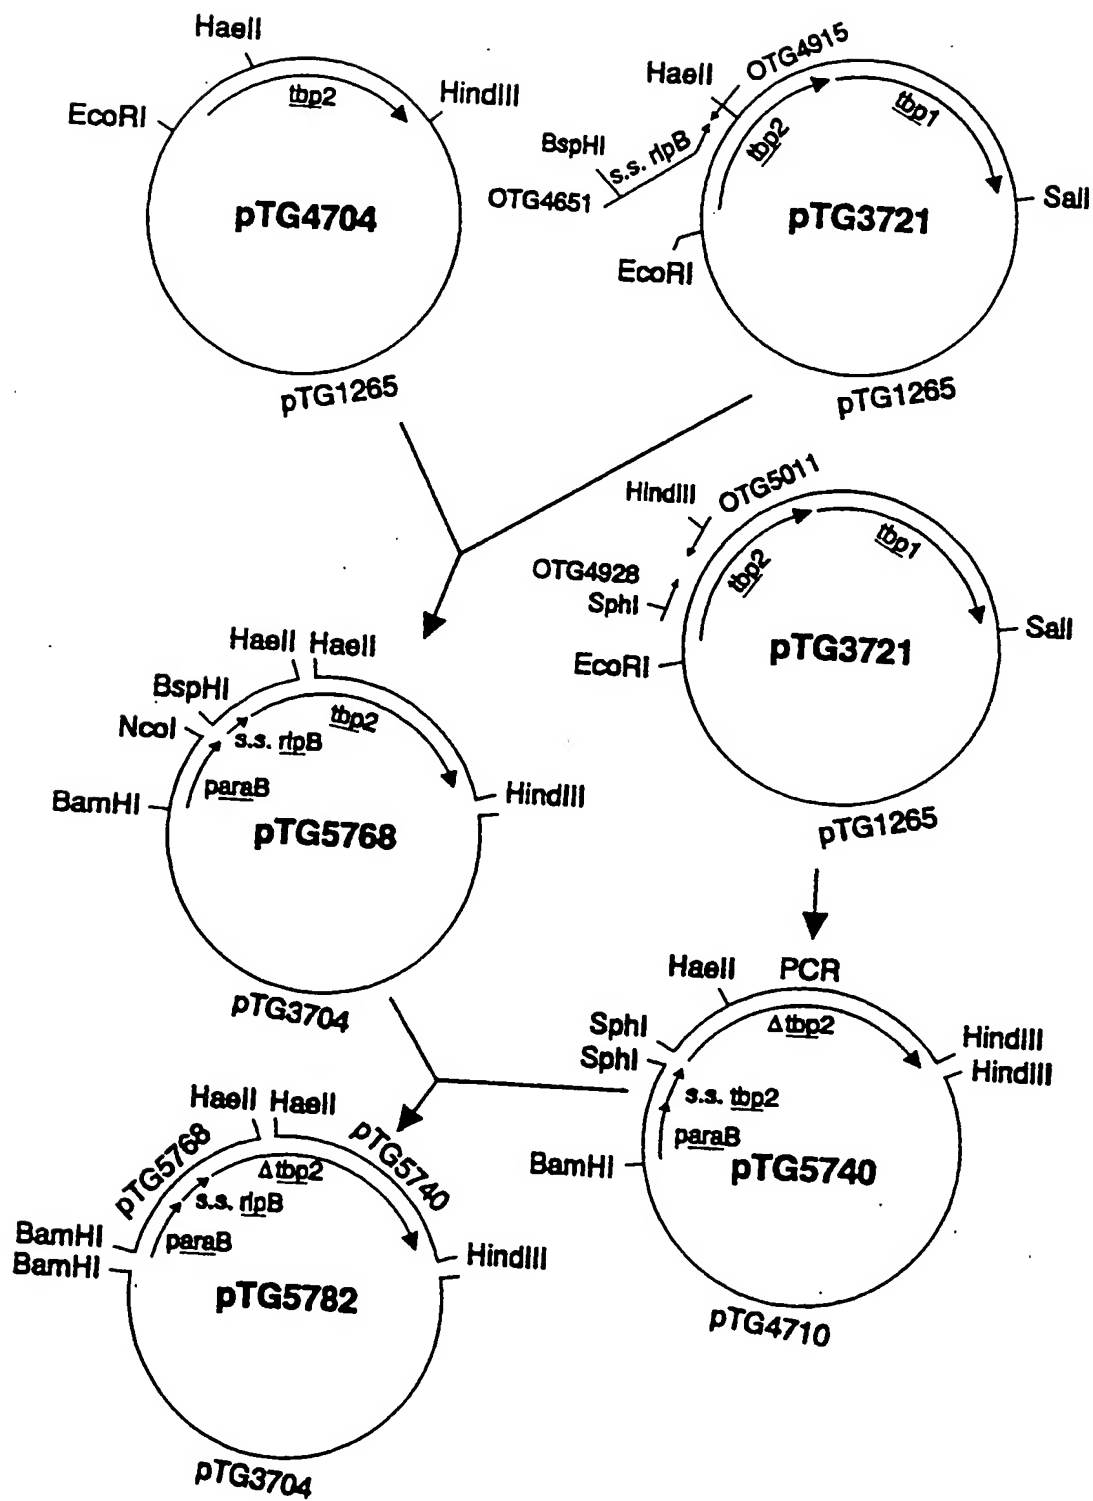 HaeII
EcoRI
HindIII
tbp2
pTG4704
pTG1265
OTG4915
HaeII
BspHI
s.s. rlpB
OTG4651
tbp2
tbp1
SalI
pTG3721
EcoRI
pTG1265
HindIII
OTG5011
OTG4928
SphI
tbp2
tbp1
EcoRI
SalI
pTG3721
pTG1265
HaeII HaeII
BspHI
NcoI
tbp2
s.s. rlpB
paraB
BamHI
HindIII
pTG5768
pTG3704
HaeII
PCR
SphI
SphI
Δtbp2
HindIII
HindIII
s.s. tbp2
paraB
BamHI
pTG5740
pTG4710
HaeII HaeII
pTG5768
pTG5740
Δtbp2
s.s. rlpB
paraB
BamHI
BamHI
HindIII
pTG5782
pTG3704